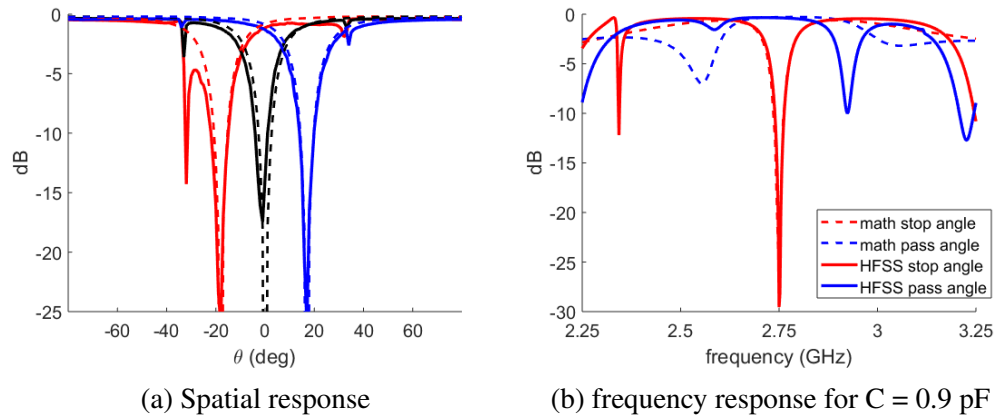 0
-5
-10
-15
-20
-25
dB
-60
-40
-20
0
20
40
60
θ (deg)
(a) Spatial response
0
-5
-10
-15
-20
-25
-30
dB
math stop angle
math pass angle
HFSS stop angle
HFSS pass angle
2.25
2.5
2.75
3
3.25
frequency (GHz)
(b) frequency response for C = 0.9 pF